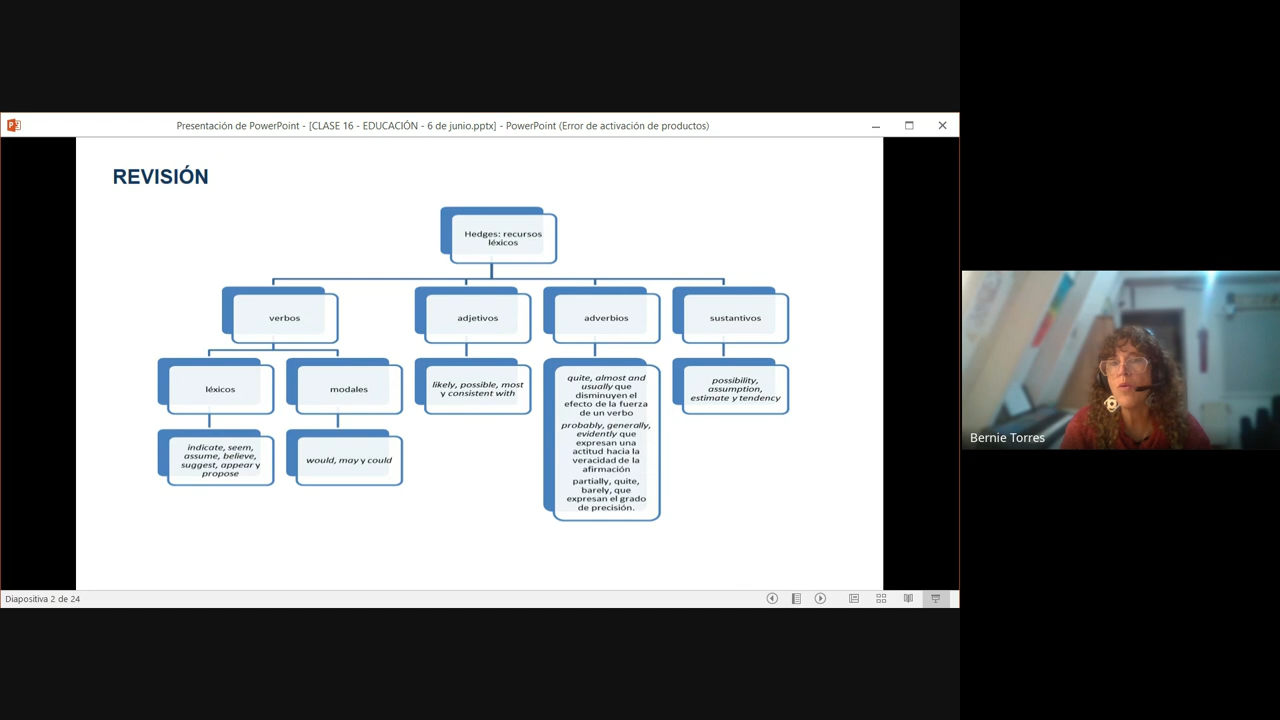 Presentación de PowerPoint - [CLASE 16 - EDUCACIÓN - 6 de junio.pptx] - PowerPoint (Error de activación de productos)
REVISIÓN
Hedges: recursos
léxicos
verbos
adjetivos
adverbios
sustantivos
léxicos
modales
likely, possible, most
y consistent with
quite, almost and
usually que
disminuyen el
efecto de la fuerza
de un verbo
probably, generally,
evidently que
expresan una
actitud hacia la
veracidad de la
afirmación
partially, quite,
barely, que
expresan el grado
de precisión.
possibility,
assumption,
estimate y tendency
indicate, seem,
assume, believe,
suggest, appear y
propose
would, may y could
Bernie Torres
Diapositiva 2 de 24